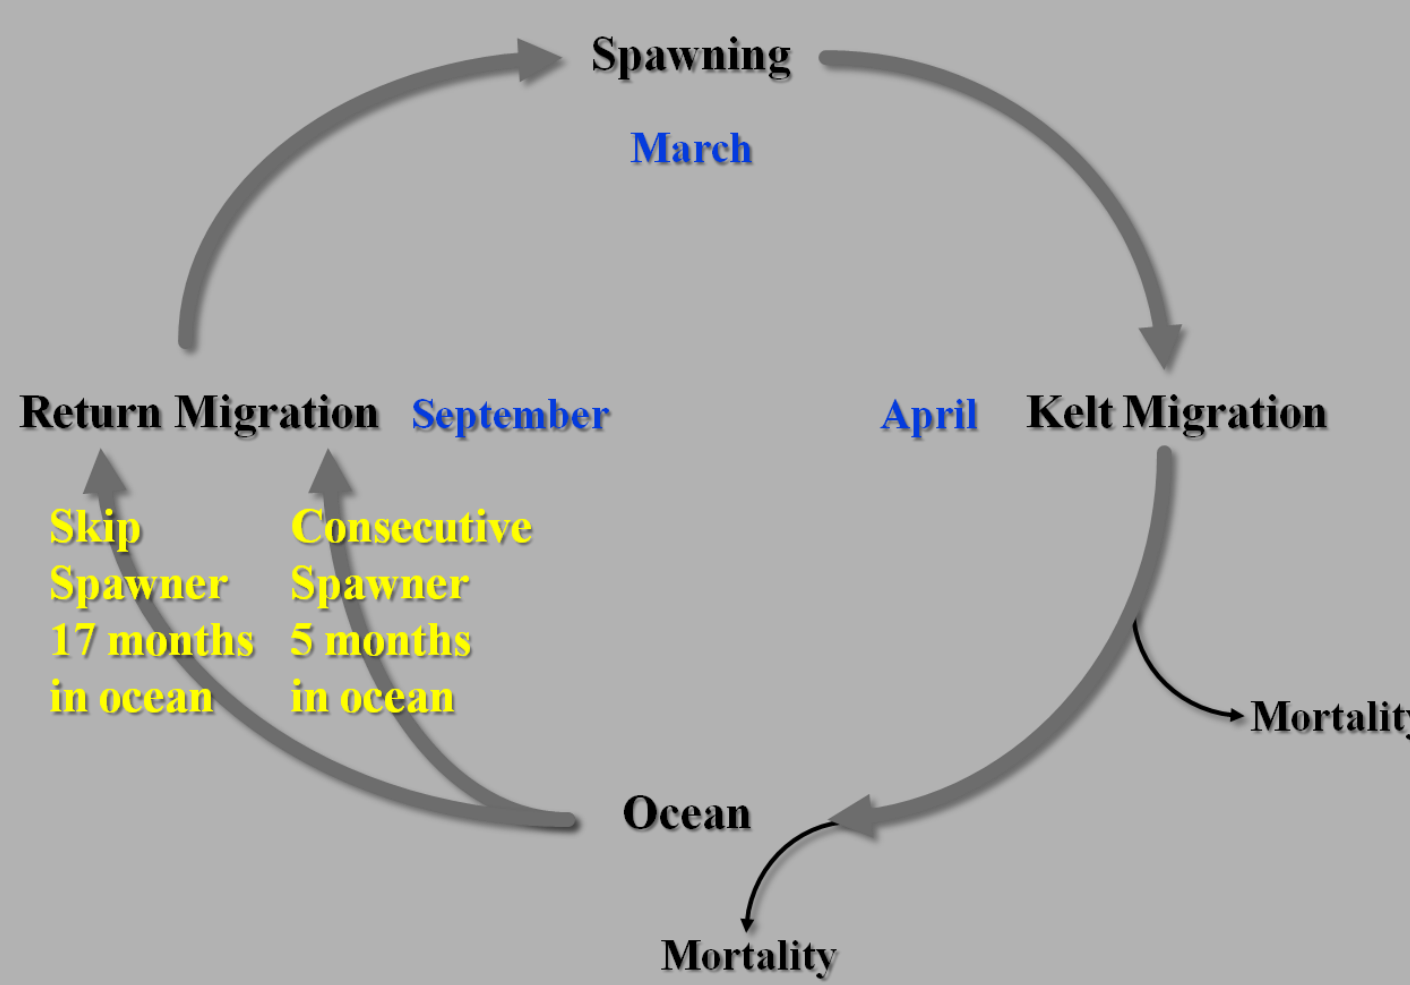 Spawning
March
Return Migration
September
April
Kelt Migration
Skip
Spawner
17 months
in ocean
Consecutive
Spawner
5 months
in ocean
Mortality
Ocean
Mortality